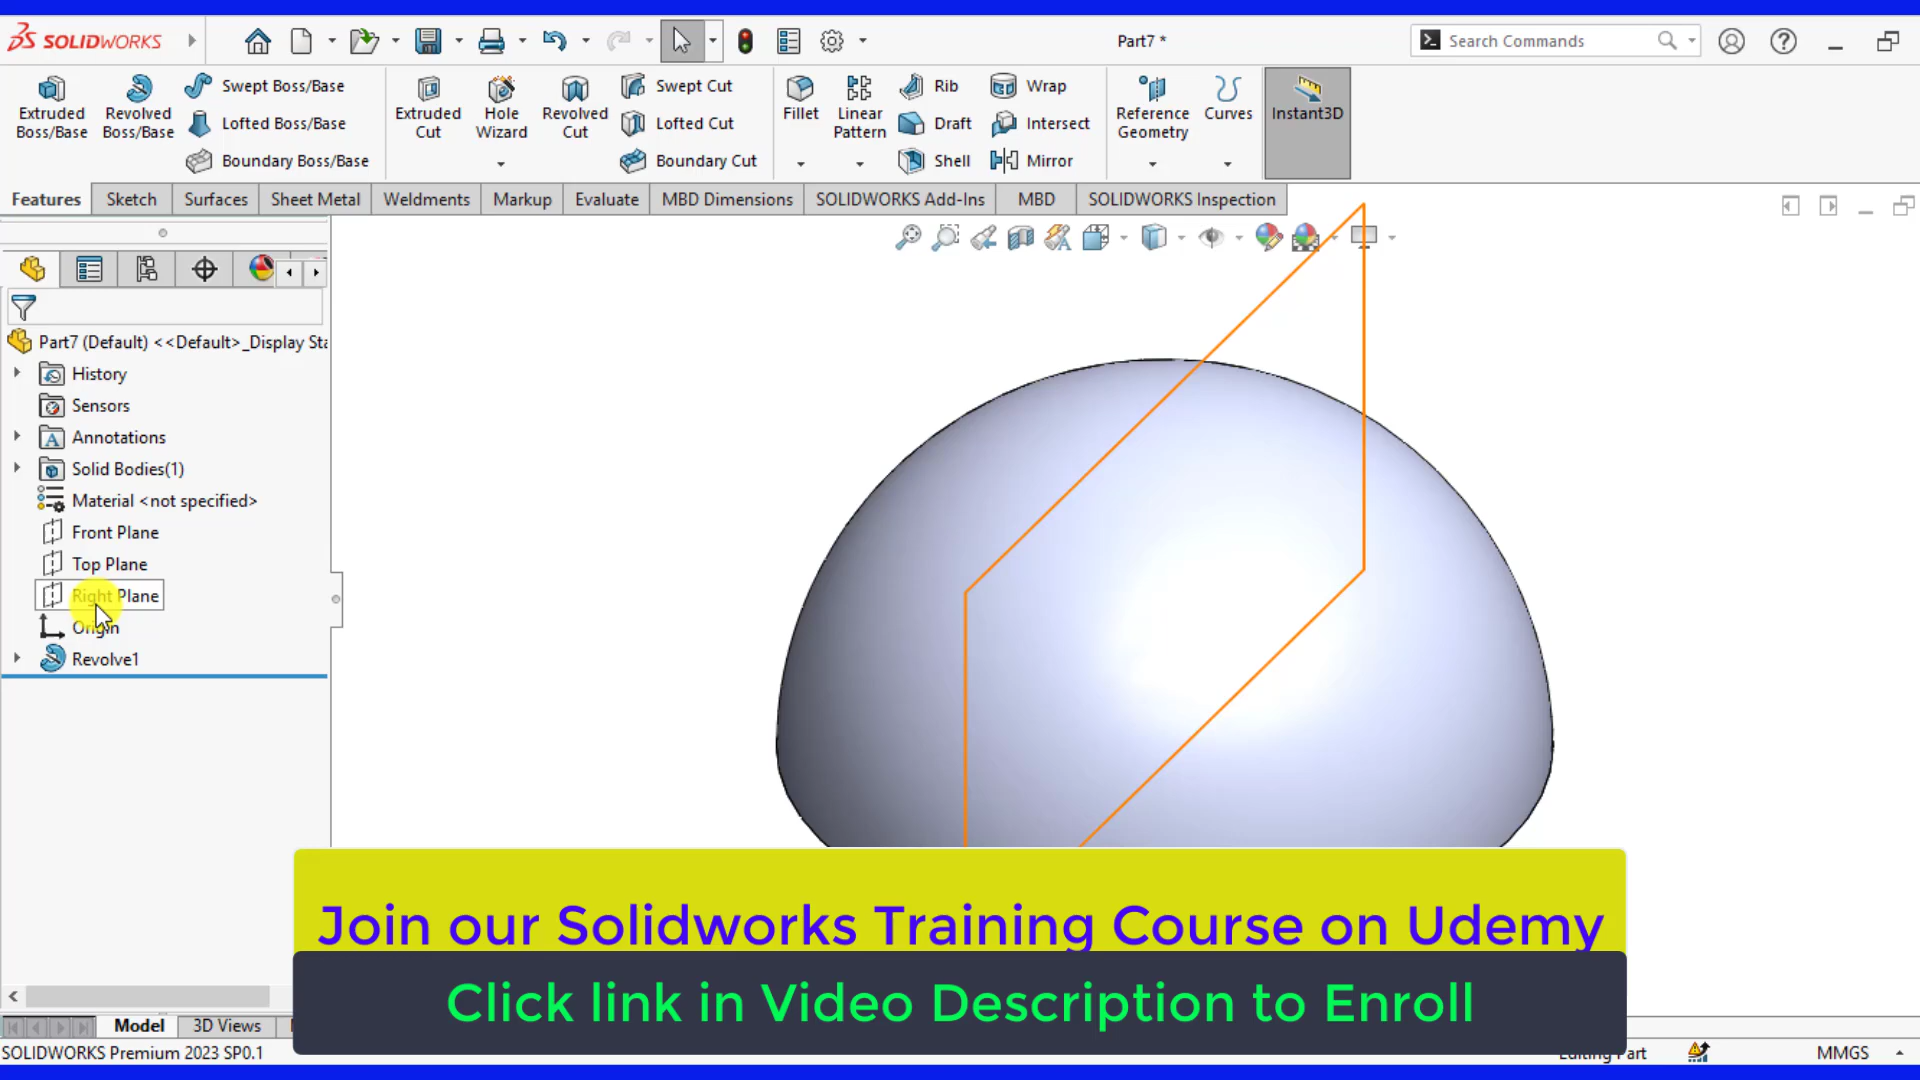 SOLIDWORKS
Part7 *
Search Commands
Extruded Boss/Base
Revolved Boss/Base
Swept Boss/Base
Lofted Boss/Base
Boundary Boss/Base
Extruded Cut
Hole Wizard
Revolved Cut
Swept Cut
Lofted Cut
Boundary Cut
Fillet
Linear Pattern
Rib
Draft
Shell
Wrap
Intersect
Mirror
Reference Geometry
Curves
Instant3D
Features
Sketch
Surfaces
Sheet Metal
Weldments
Markup
Evaluate
MBD Dimensions
SOLIDWORKS Add-Ins
MBD
SOLIDWORKS Inspection
Part7 (Default) <<Default>_Display Sta
History
Sensors
Annotations
Solid Bodies(1)
Material <not specified>
Front Plane
Top Plane
Right Plane
Origin
Revolve1
Join our Solidworks Training Course on Udemy
Click link in Video Description to Enroll
Model
3D Views
SOLIDWORKS Premium 2023 SP0.1
Editing Part
MMGS